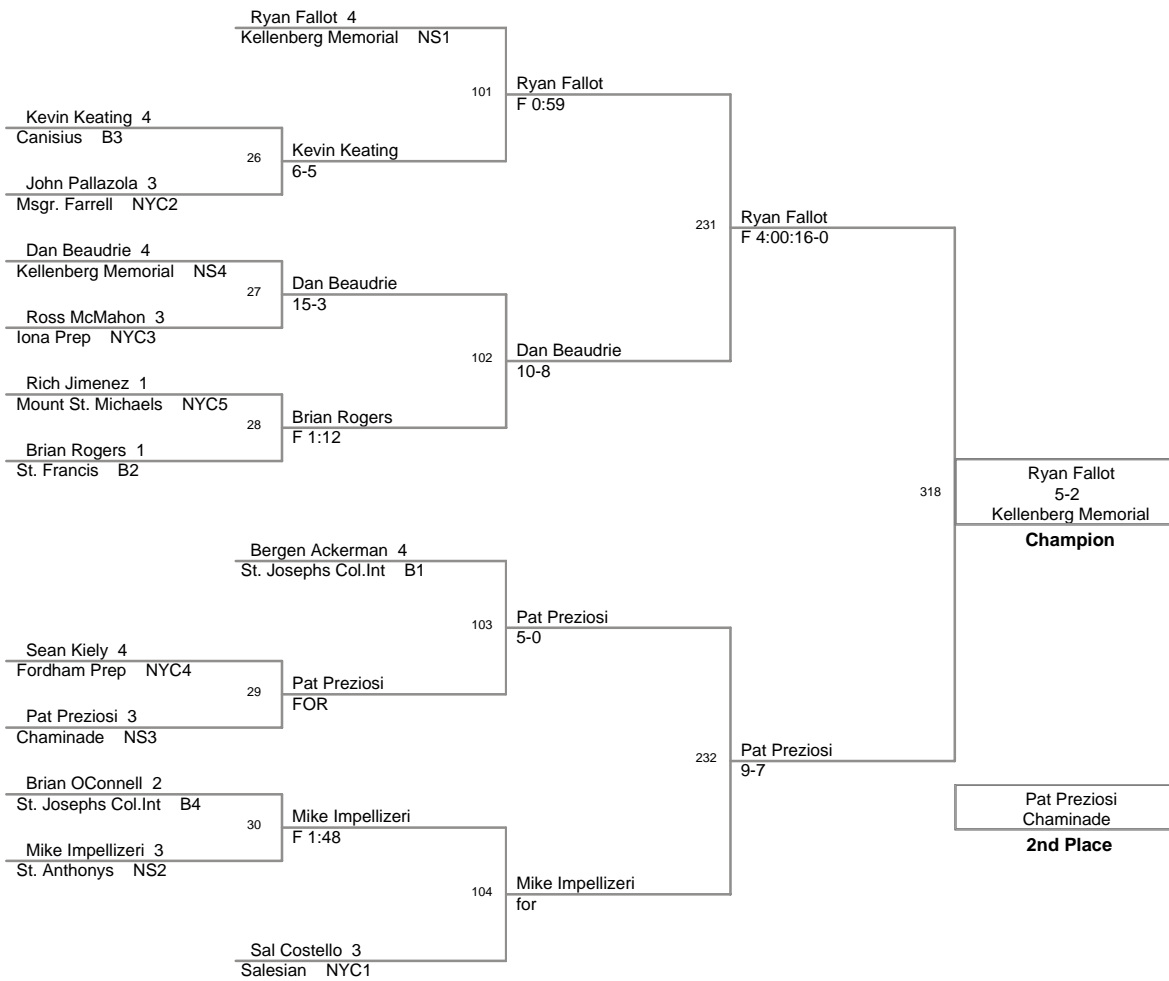 Ryan Fallot 4
Kellenberg Memorial NS1
101
Ryan Fallot
F 0:59
Kevin Keating 4
Canisius B3
26
Kevin Keating
6-5
John Pallazola 3
Msgr. Farrell NYC2
231
Ryan Fallot
F 4:00:16-0
Dan Beaudrie 4
Kellenberg Memorial NS4
27
Dan Beaudrie
15-3
Ross McMahon 3
Iona Prep NYC3
102
Dan Beaudrie
10-8
Rich Jimenez 1
Mount St. Michaels NYC5
28
Brian Rogers
F 1:12
Brian Rogers 1
St. Francis B2
318
Ryan Fallot
5-2
Kellenberg Memorial
Champion
Bergen Ackerman 4
St. Josephs Col.Int B1
103
Pat Preziosi
5-0
Sean Kiely 4
Fordham Prep NYC4
29
Pat Preziosi
FOR
Pat Preziosi 3
Chaminade NS3
232
Pat Preziosi
9-7
Brian OConnell 2
St. Josephs Col.Int B4
30
Mike Impellizeri
F 1:48
Mike Impellizeri 3
St. Anthonys NS2
Pat Preziosi
Chaminade
2nd Place
104
Mike Impellizeri
for
Sal Costello 3
Salesian NYC1